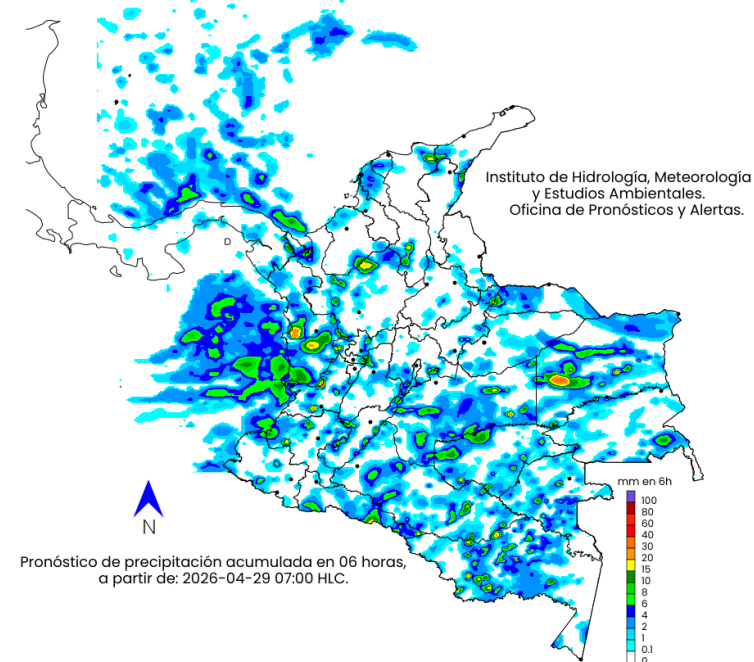 Instituto de Hidrología, Meteorología
y Estudios Ambientales.
Oficina de Pronósticos y Alertas.
mm en 6h
100
80
60
40
30
20
15
10
8
6
4
2
1
0.1
0
N
Pronóstico de precipitación acumulada en 06 horas,
a partir de: 2026-04-29 07:00 HLC.